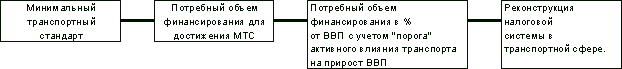 Минимальный
транспортный
стандарт
Потребный объем
финансирования для
достижения МТС
Потребный объем
финансирования в %
от ВВП с учетом "порога"
активного влияния транспорта
на прирост ВВП
Реконструкция
налоговой
системы в
транспортной сфере.